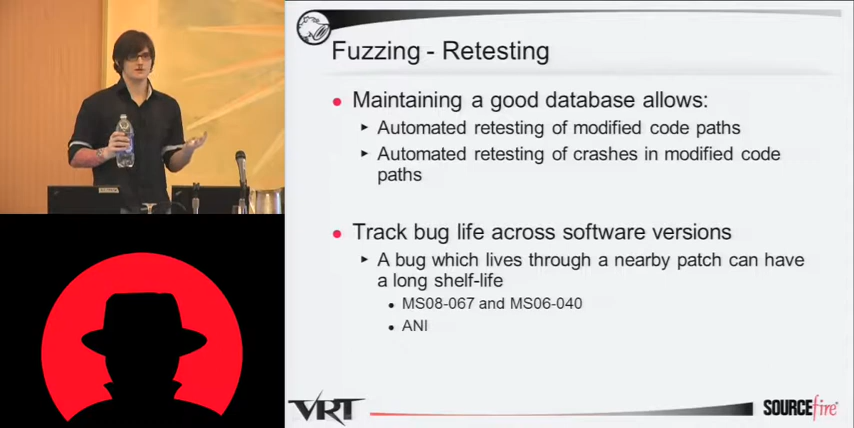 Fuzzing - Retesting
Maintaining a good database allows:
Automated retesting of modified code paths
Automated retesting of crashes in modified code
paths
Track bug life across software versions
A bug which lives through a nearby patch can have
a long shelf-life
MS08-067 and MS06-040
ANI
VRT
SOURCEfire